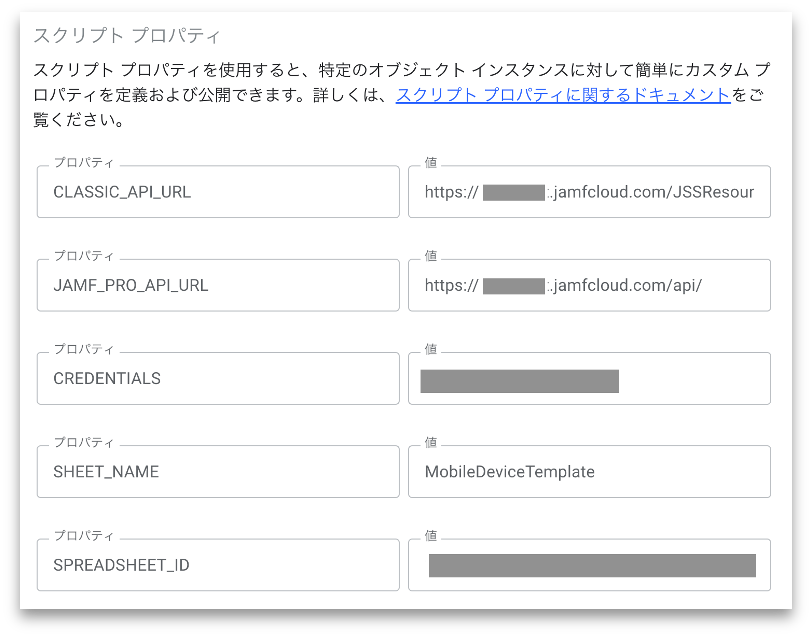 スクリプト プロパティ
スクリプト プロパティを使用すると、特定のオブジェクト インスタンスに対して簡単にカスタム プ
ロパティを定義および公開できます。詳しくは、スクリプト プロパティに関するドキュメントをご
覧ください。
プロパティ 値
CLASSIC_API_URL https:// .jamfcloud.com/JSSResour
プロパティ 値
JAMF_PRO_API_URL https:// .jamfcloud.com/api/
プロパティ 値
CREDENTIALS
プロパティ 値
SHEET_NAME MobileDeviceTemplate
プロパティ 値
SPREADSHEET_ID